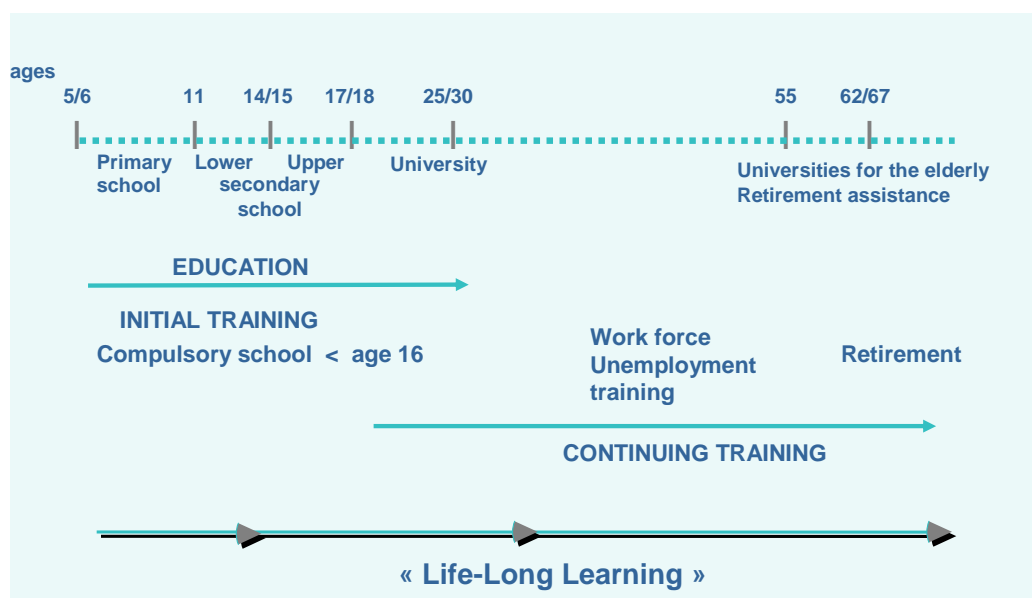 ages
5/6 11 14/15 17/18 25/30 55 62/67
Primary school
Lower Upper
secondary
school
University
Universities for the elderly
Retirement assistance
EDUCATION
INITIAL TRAINING
Compulsory school < age 16
Work force
Unemployment
training
Retirement
CONTINUING TRAINING
« Life-Long Learning »